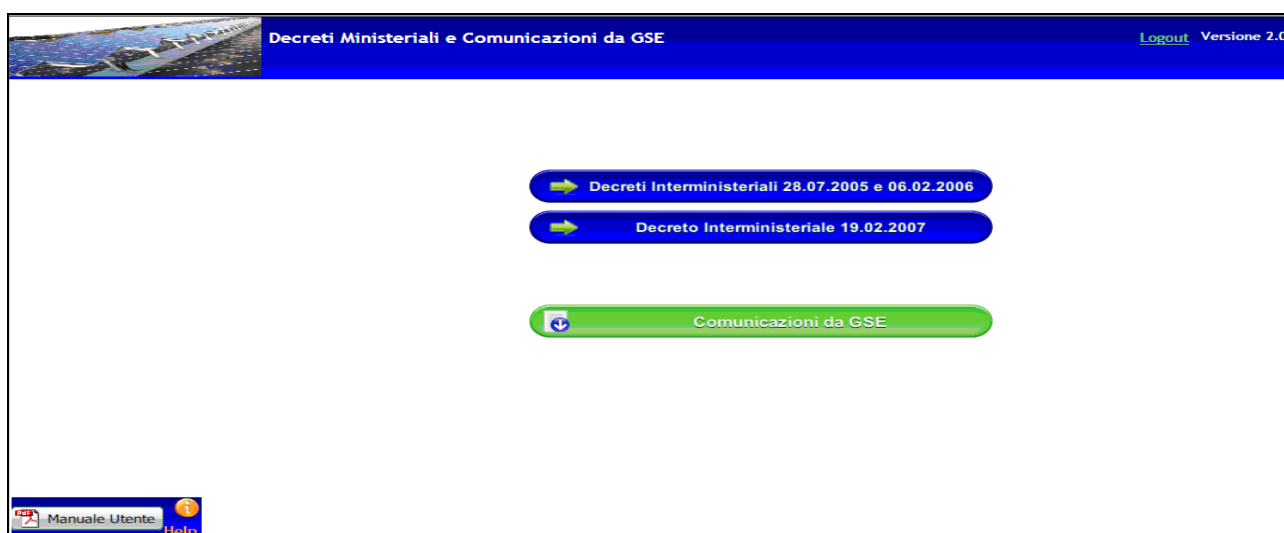 Decreti Ministeriali e Comunicazioni da GSE
Logout Versione 2.0
Decreti Interministeriali 28.07.2005 e 06.02.2006
Decreto Interministeriale 19.02.2007
Comunicazioni da GSE
PDF Manuale Utente
Help